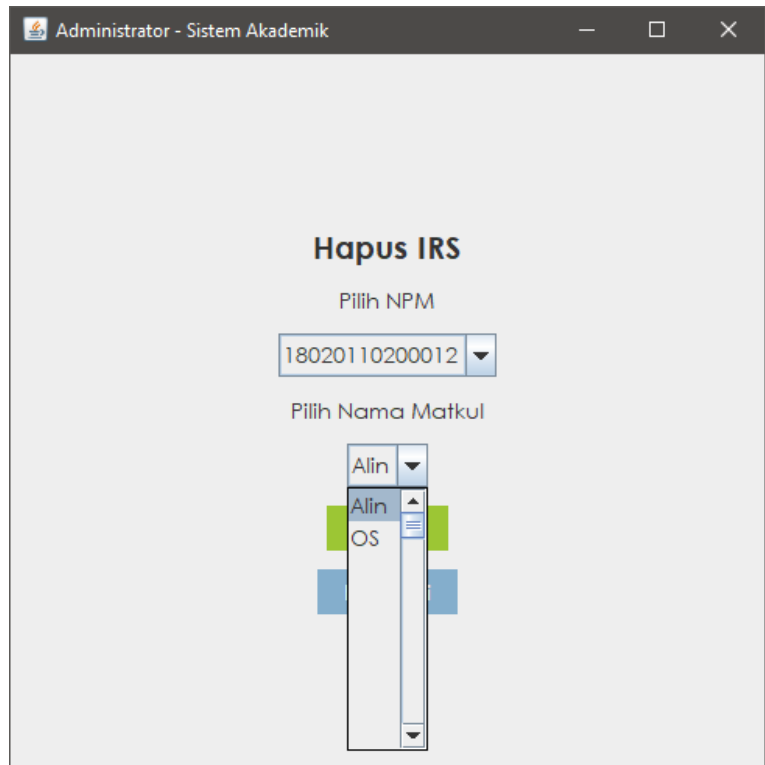 Administrator - Sistem Akademik
Hapus IRS
Pilih NPM
18020110200012
Pilih Nama Matkul
Alin
Alin
OS